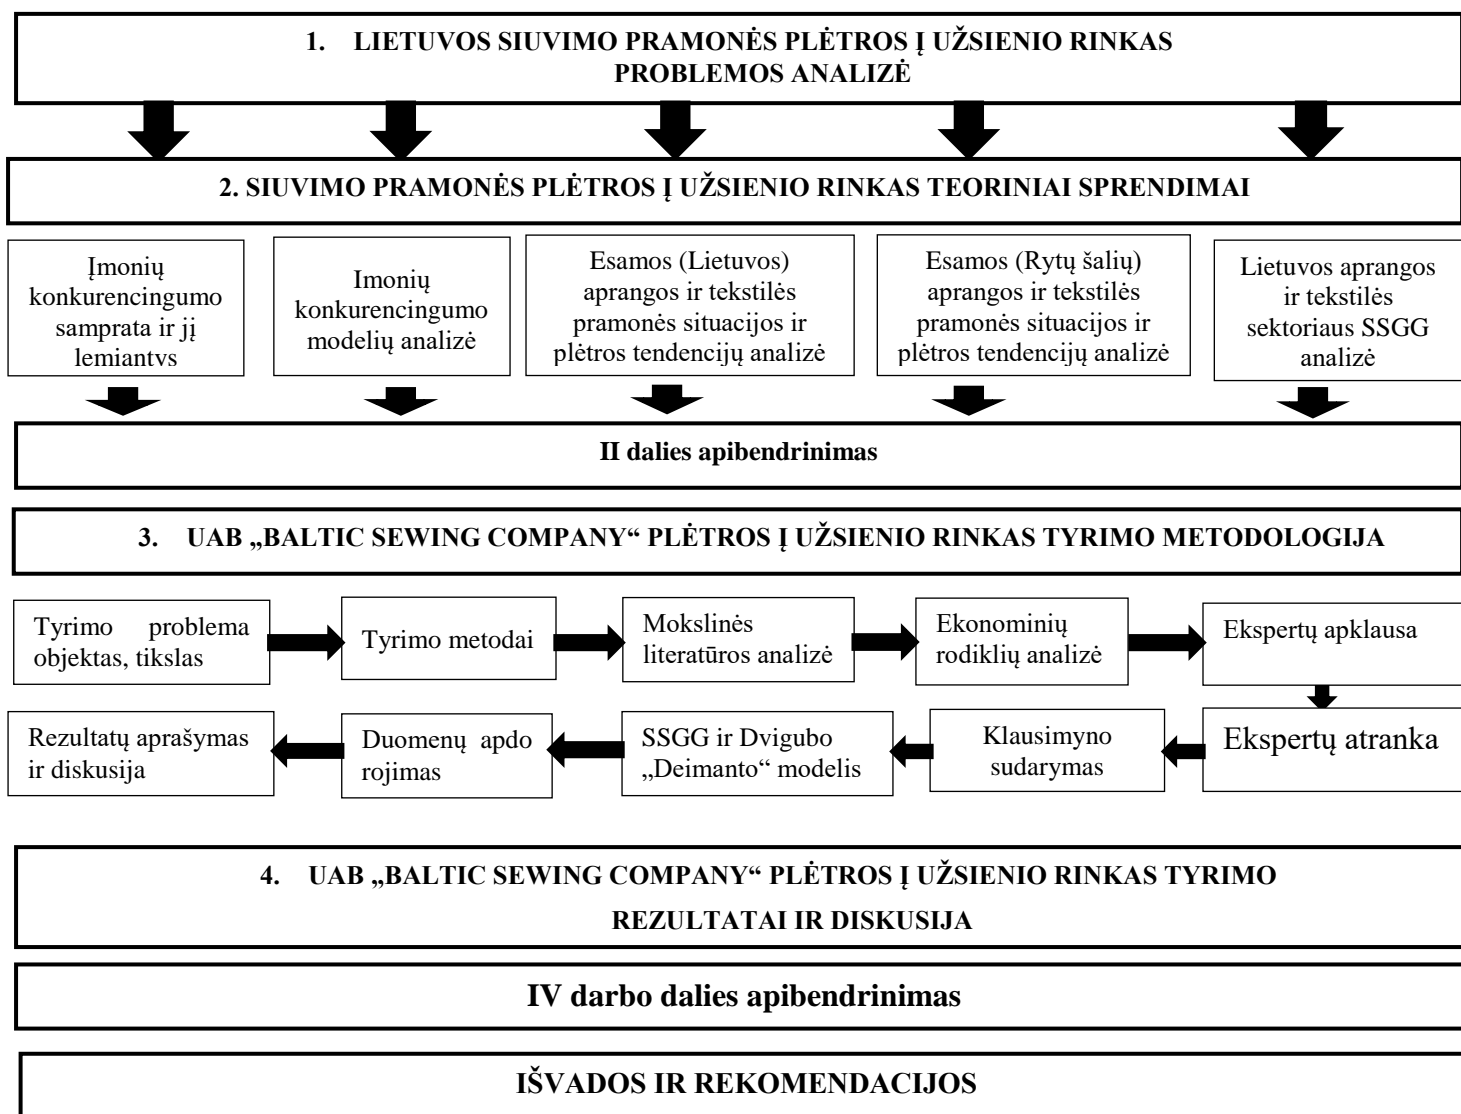 1. LIETUVOS SIUVIMO PRAMONĖS PLĖTROS Į UŽSIENIO RINKAS
PROBLEMOS ANALIZĖ
2. SIUVIMO PRAMONĖS PLĖTROS Į UŽSIENIO RINKAS TEORINIAI SPRENDIMAI
Įmonių
konkurencingumo
samprata ir jį
lemiantys
Imonių
konkurencingumo
modelių analizė
Esamos (Lietuvos)
aprangos ir tekstilės
pramonės situacijos ir
plėtros tendencijų analizė
Esamos (Rytų šalių)
aprangos ir tekstilės
pramonės situacijos ir
plėtros tendencijų analizė
Lietuvos aprangos
ir tekstilės
sektoriaus SSGG
analizė
II dalies apibendrinimas
3. UAB „BALTIC SEWING COMPANY“ PLĖTROS Į UŽSIENIO RINKAS TYRIMO METODOLOGIJA
Tyrimo problema
objektas, tikslas
Tyrimo metodai
Mokslinės
literatūros analizė
Ekonominių
rodiklių analizė
Ekspertų apklausa
Rezultatų aprašymas
ir diskusija
Duomenų apdo
rojimas
SSGG ir Dvigubo
„Deimanto“ modelis
Klausimyno
sudarymas
Ekspertų atranka
4. UAB „BALTIC SEWING COMPANY“ PLĖTROS Į UŽSIENIO RINKAS TYRIMO
REZULTATAI IR DISKUSIJA
IV darbo dalies apibendrinimas
IŠVADOS IR REKOMENDACIJOS